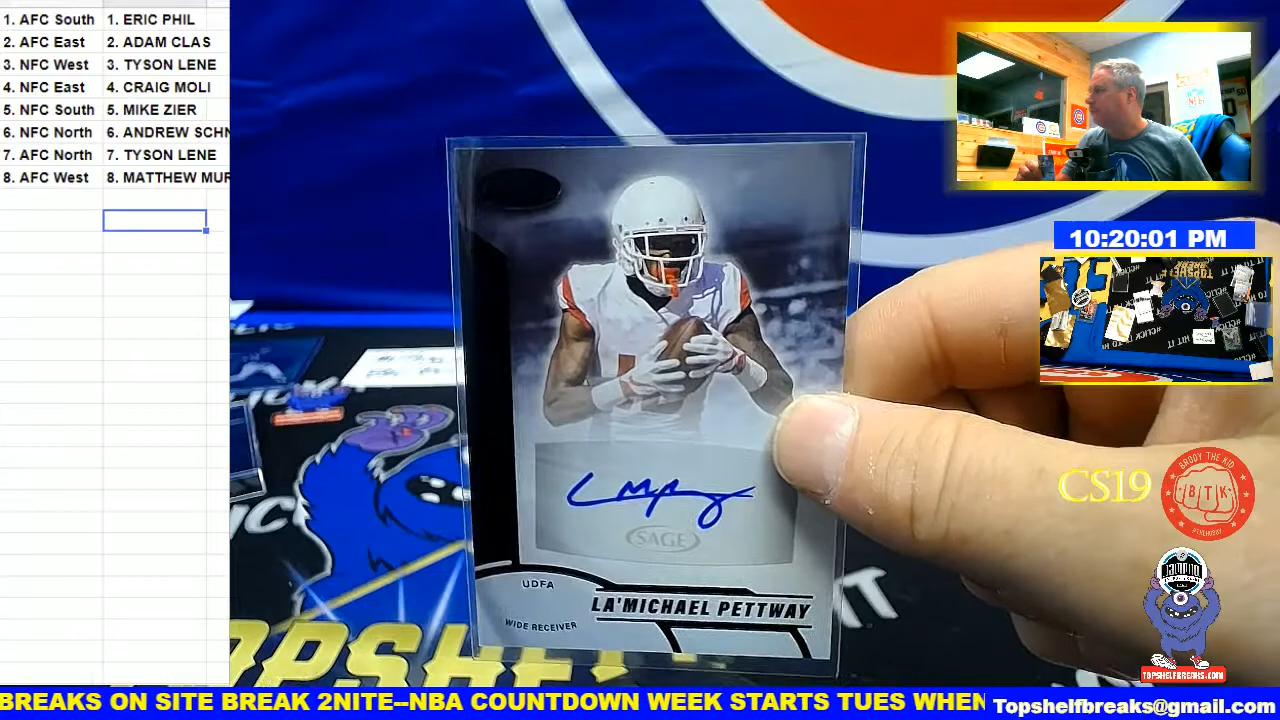 1. AFC South 1. ERIC PHIL
2. AFC East 2. ADAM CLAS
3. NFC West 3. TYSON LENE
4. NFC East 4. CRAIG MOLI
5. NFC South 5. MIKE ZIER
6. NFC North 6. ANDREW SCHN
7. AFC North 7. TYSON LENE
8. AFC West 8. MATTHEW MUR
10:20:01 PM
SAGE
UDFA
LA'MICHAEL PETTWAY
WIDE RECEIVER
CS19
BRODY THE KID
BTK
TOPSHE
BREAKS ON SITE BREAK 2NITE--NBA COUNTDOWN WEEK STARTS TUES WHEN
Topshelfbreaks@gmail.com